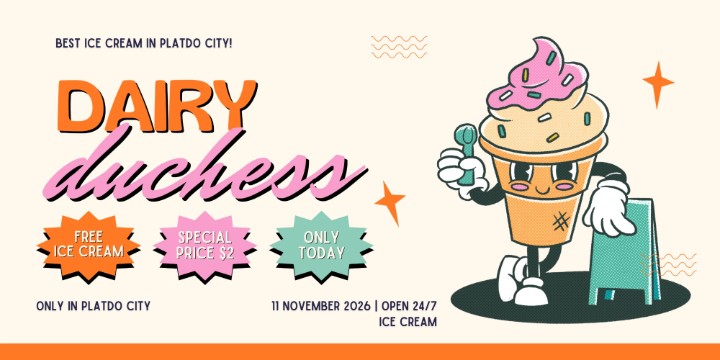 BEST ICE CREAM IN PLATDO CITY!
DAIRY
duchess
FREE
ICE CREAM
SPECIAL
PRICE $2
ONLY
TODAY
ONLY IN PLATDO CITY
11 NOVEMBER 2026 | OPEN 24/7
ICE CREAM